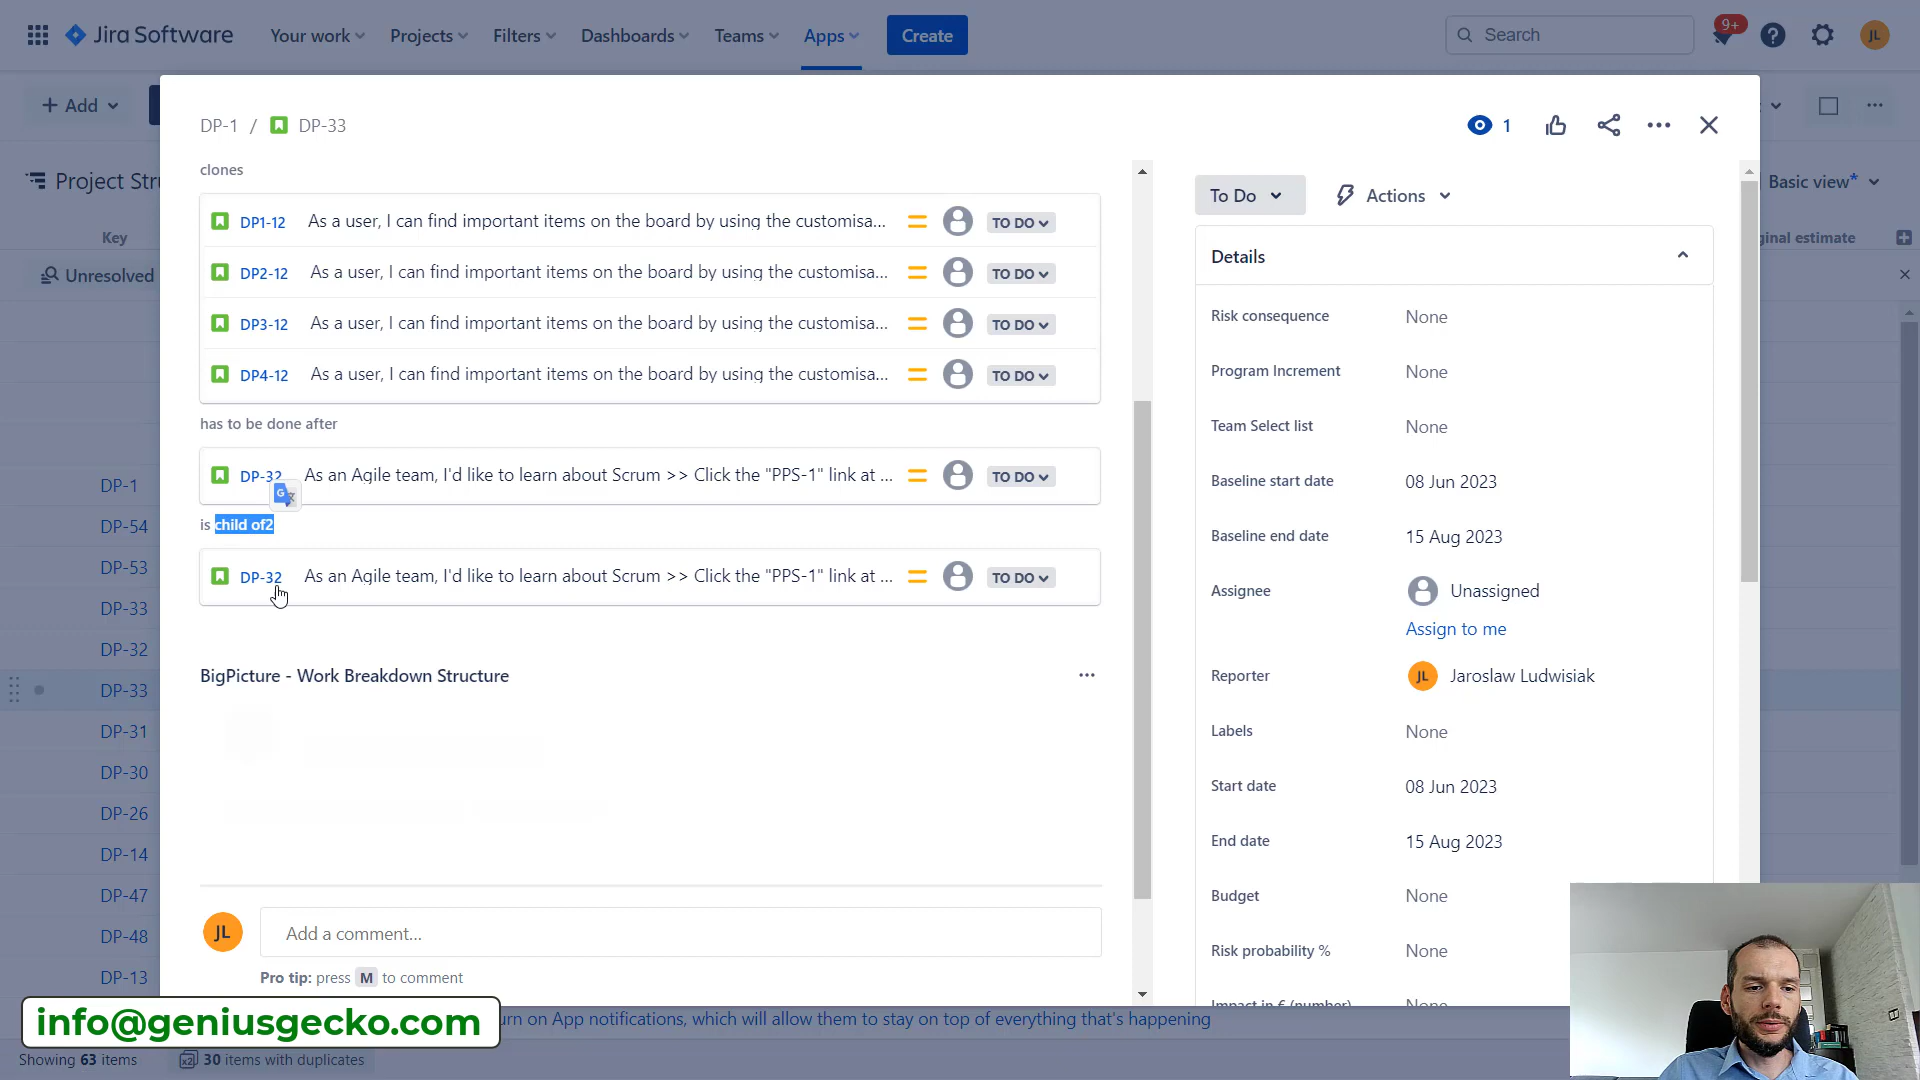 Jira Software
Your work
Projects
Filters
Dashboards
Teams
Apps
Create
Search
9+
JL
Add
Project Stru
Basic view*
Key
ginal estimate
Unresolved
DP-1
DP-54
DP-53
DP-33
DP-32
DP-33
DP-31
DP-30
DP-26
DP-14
DP-47
DP-48
DP-13
DP-1 / DP-33
1
clones
DP1-12 As a user, I can find important items on the board by using the customisa... TO DO
DP2-12 As a user, I can find important items on the board by using the customisa... TO DO
DP3-12 As a user, I can find important items on the board by using the customisa... TO DO
DP4-12 As a user, I can find important items on the board by using the customisa... TO DO
has to be done after
DP-32 As an Agile team, I'd like to learn about Scrum >> Click the "PPS-1" link at ... TO DO
is child of2
DP-32 As an Agile team, I'd like to learn about Scrum >> Click the "PPS-1" link at ... TO DO
BigPicture - Work Breakdown Structure
JL
Add a comment...
Pro tip: press M to comment
To Do
Actions
Details
Risk consequence None
Program Increment None
Team Select list None
Baseline start date 08 Jun 2023
Baseline end date 15 Aug 2023
Assignee Unassigned
Assign to me
Reporter JL Jaroslaw Ludwisiak
Labels None
Start date 08 Jun 2023
End date 15 Aug 2023
Budget None
Risk probability % None
Impact in € (number) None
info@geniusgecko.com
urn on App notifications, which will allow them to stay on top of everything that's happening
Showing 63 items
x2 30 items with duplicates